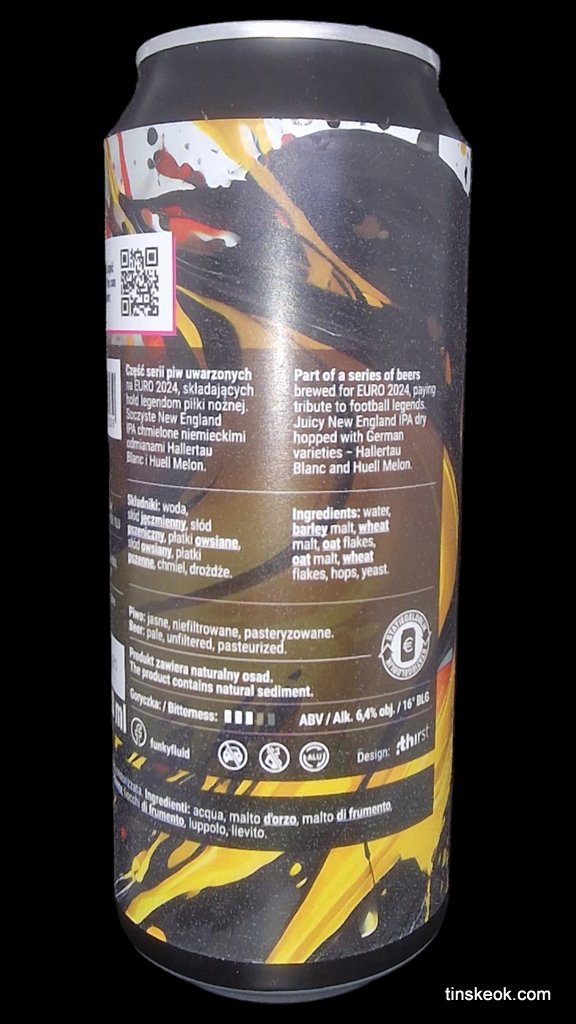 Część serii piw uwarzonych
na EURO 2024, składających
hold legendom piłki nożnej.
Soczyste New England
IPA chmielone niemieckimi
odmianami Hallertau
Blanc i Huell Melon.
Part of a series of beers
brewed for EURO 2024, paying
tribute to football legends.
Juicy New England IPA dry
hopped with German
varieties ~ Hallertau
Blanc and Huell Melon.
Składniki: woda,
słód jęczmienny, słód
pszeniczny, płatki owsiane,
słód owsiany, płatki
pszenne, chmiel, drożdże.
Ingredients: water,
barley malt, wheat
malt, oat flakes,
oat malt, wheat
flakes, hops, yeast.
Piwo: jasne, niefiltrowane, pasteryzowane.
Beer: pale, unfiltered, pasteurized.
Produkt zawiera naturalny osad.
The product contains natural sediment.
Goryczka: / Bitterness:
ABV / Alk. 6,4% obj. / 16° BLG
ml
funkyfluid
ALU
Design: :thirst
Ingredienti: acqua, malto d'orzo, malto di frumento,
di frumento, luppolo, lievito.
tinskeok.com